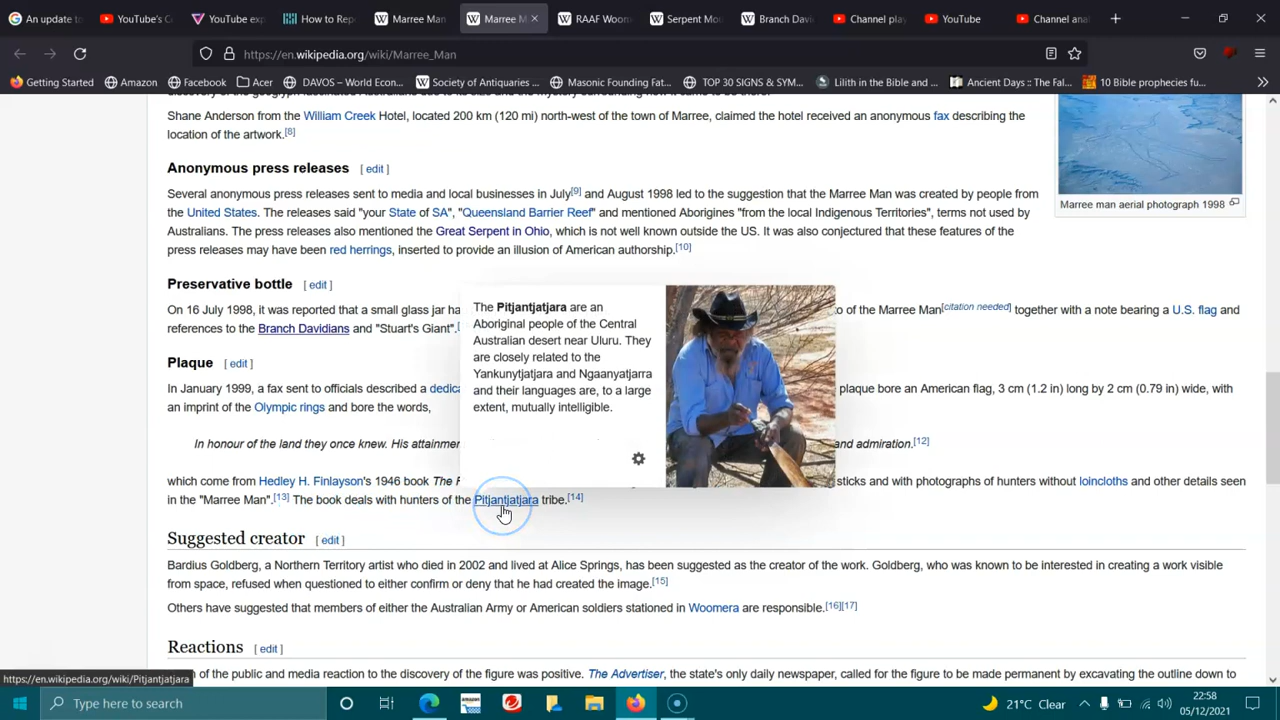 An update to
YouTube's C
YouTube exp
How to Rep
Marree Man
Marree M
RAAF Woom
Serpent Mou
Branch Davi
Channel play
YouTube
Channel ana
https://en.wikipedia.org/wiki/Marree_Man
Getting Started
Amazon
Facebook
Acer
DAVOS – World Econ...
Society of Antiquaries ...
Masonic Founding Fat...
TOP 30 SIGNS & SYM...
Lilith in the Bible and ...
Ancient Days :: The Fal...
10 Bible prophecies fu...
Shane Anderson from the William Creek Hotel, located 200 km (120 mi) north-west of the town of Marree, claimed the hotel received an anonymous fax describing the
location of the artwork.[8]
Marree man aerial photograph 1998
Anonymous press releases [ edit ]
Several anonymous press releases sent to media and local businesses in July[9] and August 1998 led to the suggestion that the Marree Man was created by people from
the United States. The releases said "your State of SA", "Queensland Barrier Reef" and mentioned Aborigines "from the local Indigenous Territories", terms not used by
Australians. The press releases also mentioned the Great Serpent in Ohio, which is not well known outside the US. It was also conjectured that these features of the
press releases may have been red herrings, inserted to provide an illusion of American authorship.[10]
Preservative bottle [ edit ]
On 16 July 1998, it was reported that a small glass jar ha
o of the Marree Man[citation needed] together with a note bearing a U.S. flag and
references to the Branch Davidians and "Stuart's Giant".[
Plaque [ edit ]
In January 1999, a fax sent to officials described a dedica
plaque bore an American flag, 3 cm (1.2 in) long by 2 cm (0.79 in) wide, with
an imprint of the Olympic rings and bore the words,
In honour of the land they once knew. His attainmen
and admiration.[12]
which come from Hedley H. Finlayson's 1946 book The R
sticks and with photographs of hunters without loincloths and other details seen
in the "Marree Man".[13] The book deals with hunters of the Pitjantjatjara tribe.[14]
The Pitjantjatjara are an
Aboriginal people of the Central
Australian desert near Uluru. They
are closely related to the
Yankunytjatjara and Ngaanyatjarra
and their languages are, to a large
extent, mutually intelligible.
Suggested creator [ edit ]
Bardius Goldberg, a Northern Territory artist who died in 2002 and lived at Alice Springs, has been suggested as the creator of the work. Goldberg, who was known to be interested in creating a work visible
from space, refused when questioned to either confirm or deny that he had created the image.[15]
Others have suggested that members of either the Australian Army or American soldiers stationed in Woomera are responsible.[16][17]
Reactions [ edit ]
n of the public and media reaction to the discovery of the figure was positive. The Advertiser, the state's only daily newspaper, called for the figure to be made permanent by excavating the outline down to
https://en.wikipedia.org/wiki/Pitjantjatjara
Type here to search
21°C Clear
22:58
05/12/2021